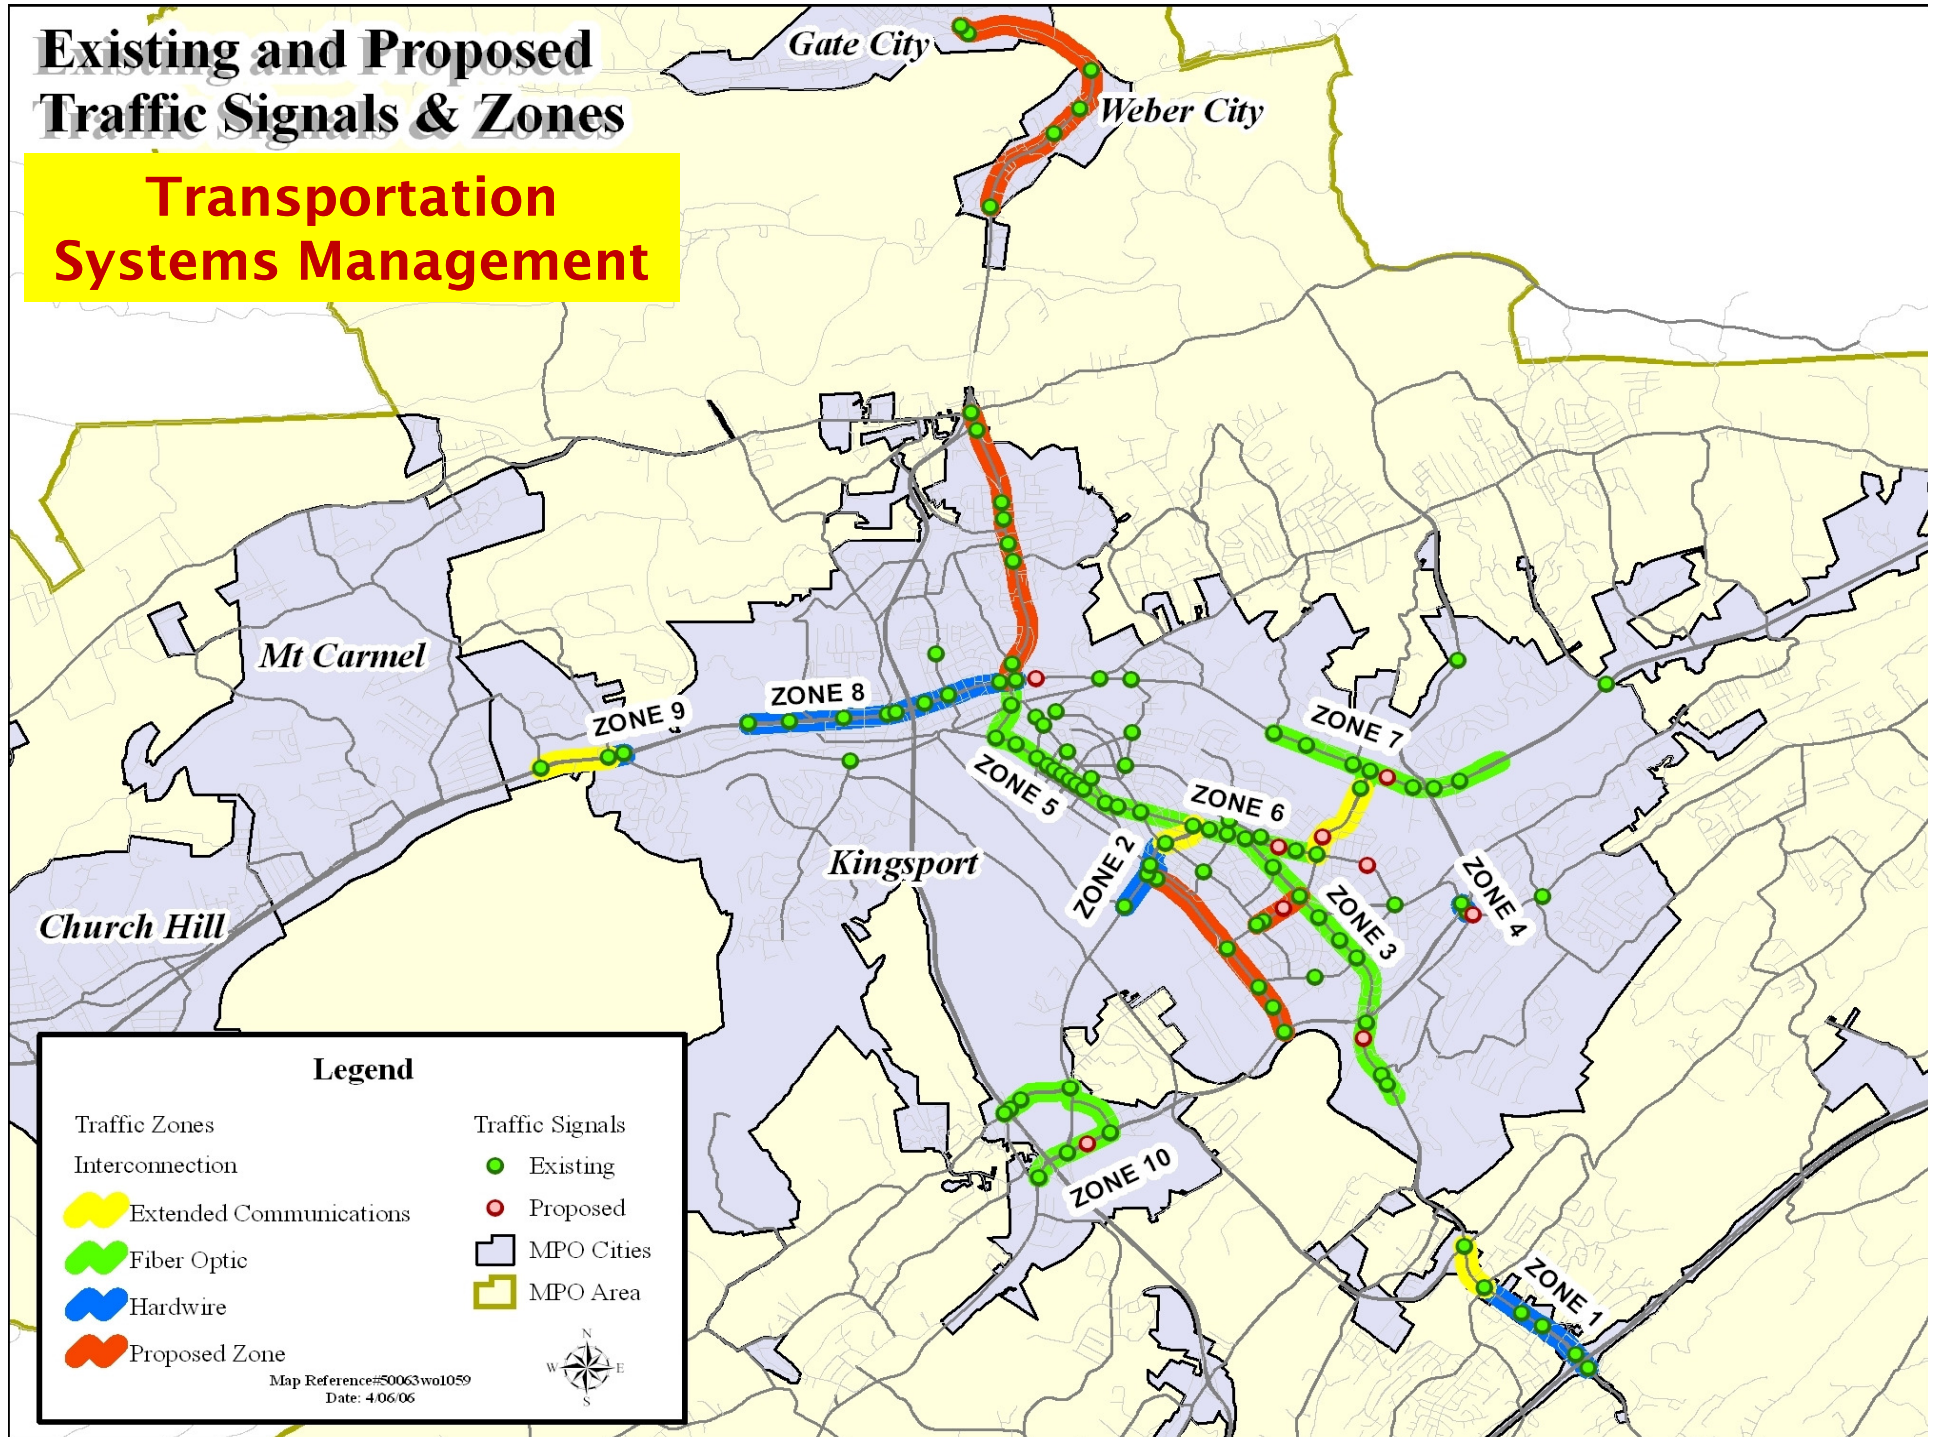 Existing and Proposed
Traffic Signals & Zones
Transportation
Systems Management
Gate City
Weber City
Mt Carmel
ZONE 9
ZONE 8
ZONE 7
ZONE 5
ZONE 6
ZONE 2
Kingsport
ZONE 4
ZONE 3
Church Hill
ZONE 10
ZONE 1
Legend
Traffic Zones
Interconnection
Extended Communications
Fiber Optic
Hardwire
Proposed Zone
Traffic Signals
Existing
Proposed
MPO Cities
MPO Area
N
W E
S
Map Reference#50063wo1059
Date: 4/06/06